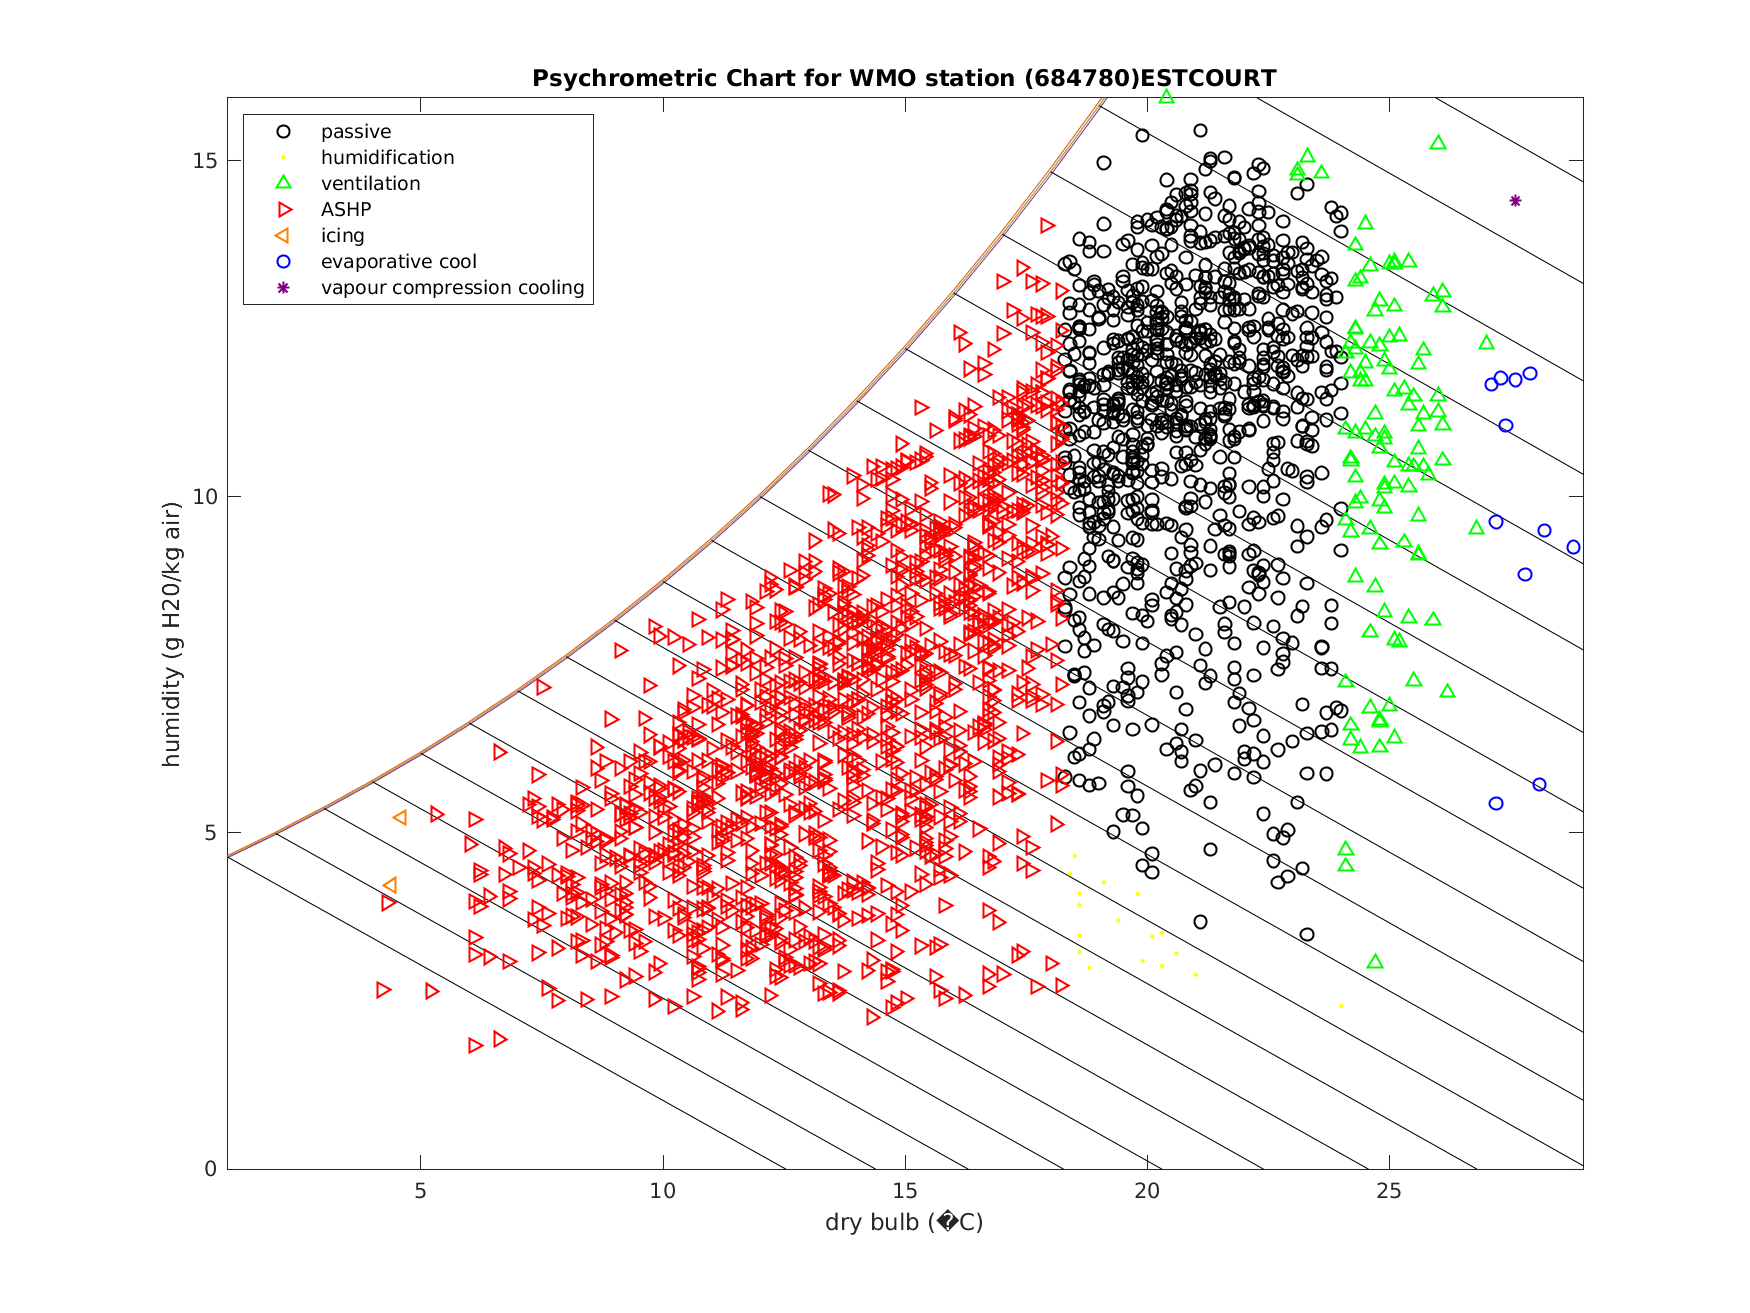 Psychrometric Chart for WMO station (684780)ESTCOURT
passive
humidification
ventilation
ASHP
icing
evaporative cool
vapour compression cooling
humidity (g H20/kg air)
15
10
5
0
5 10 15 20 25
dry bulb (�C)